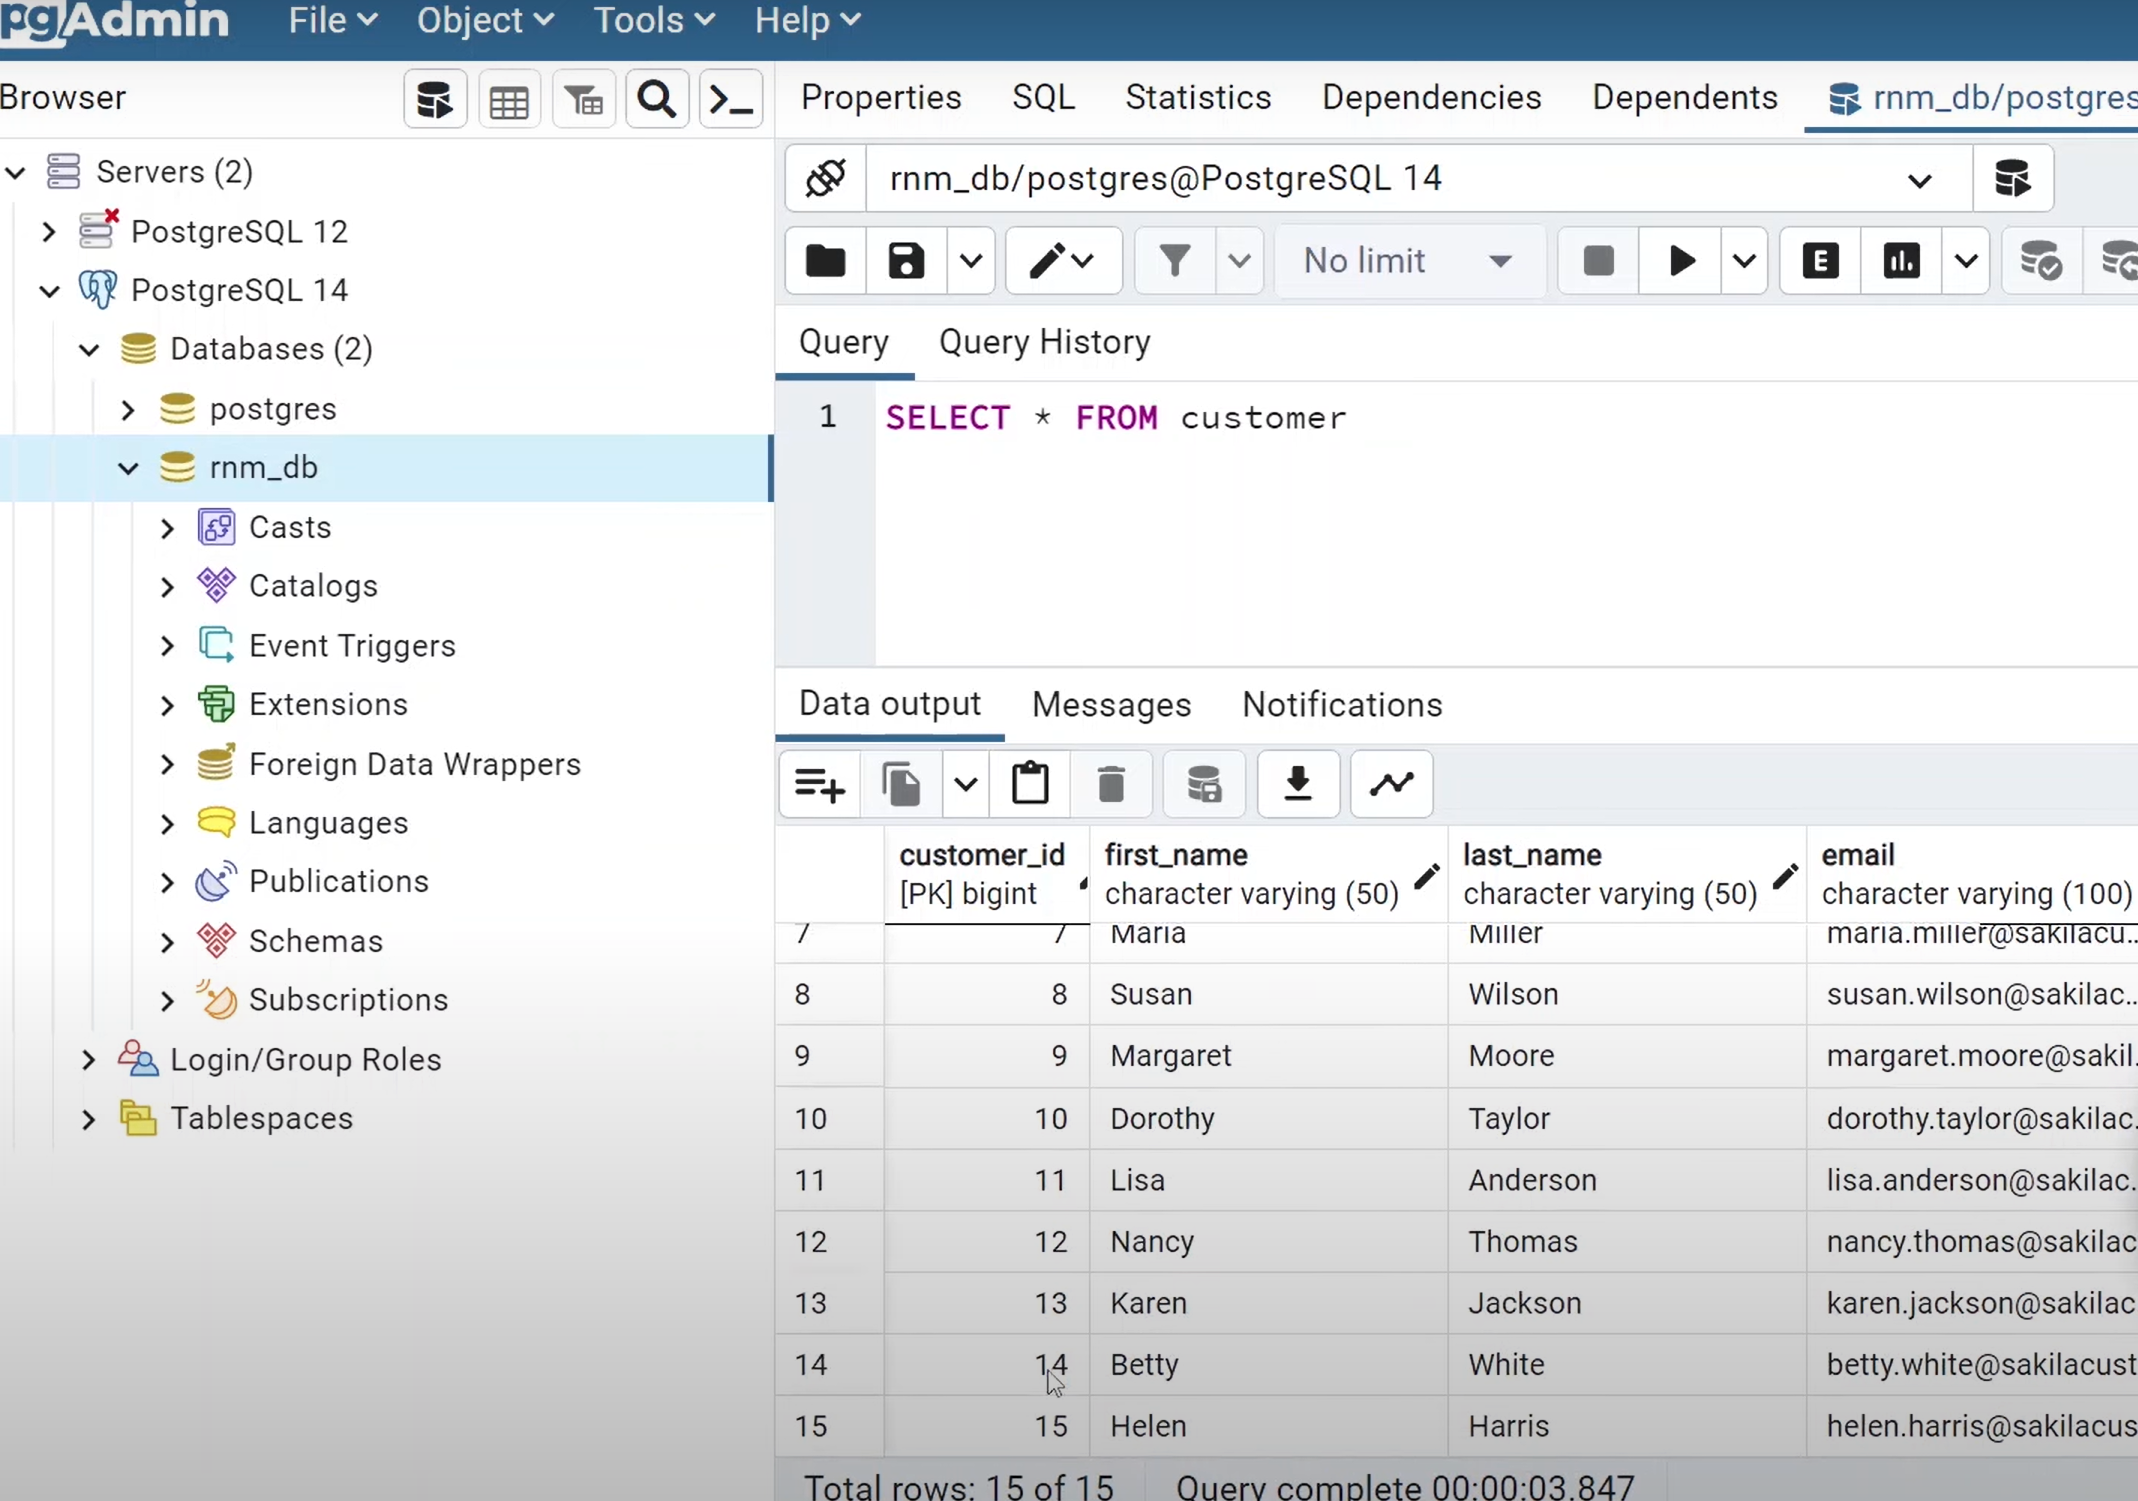 pgAdmin File Object Tools Help
Browser
Properties SQL Statistics Dependencies Dependents rnm_db/postgres
Servers (2)
PostgreSQL 12
PostgreSQL 14
Databases (2)
postgres
rnm_db
Casts
Catalogs
Event Triggers
Extensions
Foreign Data Wrappers
Languages
Publications
Schemas
Subscriptions
Login/Group Roles
Tablespaces
rnm_db/postgres@PostgreSQL 14
No limit
E
Query Query History
1 SELECT * FROM customer
Data output Messages Notifications
customer_id first_name last_name email
[PK] bigint character varying (50) character varying (50) character varying (100)
7 7 Maria Miller maria.miller@sakilacu...
8 8 Susan Wilson susan.wilson@sakilac...
9 9 Margaret Moore margaret.moore@sakil.
10 10 Dorothy Taylor dorothy.taylor@sakilac.
11 11 Lisa Anderson lisa.anderson@sakilac.
12 12 Nancy Thomas nancy.thomas@sakilac
13 13 Karen Jackson karen.jackson@sakilac
14 14 Betty White betty.white@sakilacust
15 15 Helen Harris helen.harris@sakilacus
Total rows: 15 of 15 Query complete 00:00:03.847